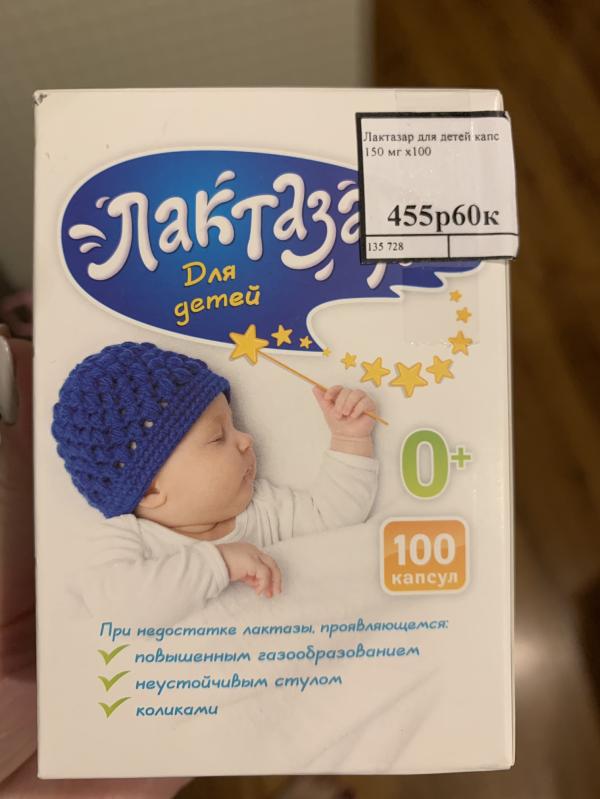 Лактазар для детей капс
150 мг х100
455р60к
135 728
Лактаза
Для
детей
0+
100
капсул
При недостатке лактазы, проявляющемся:
повышенным газообразованием
неустойчивым стулом
коликами